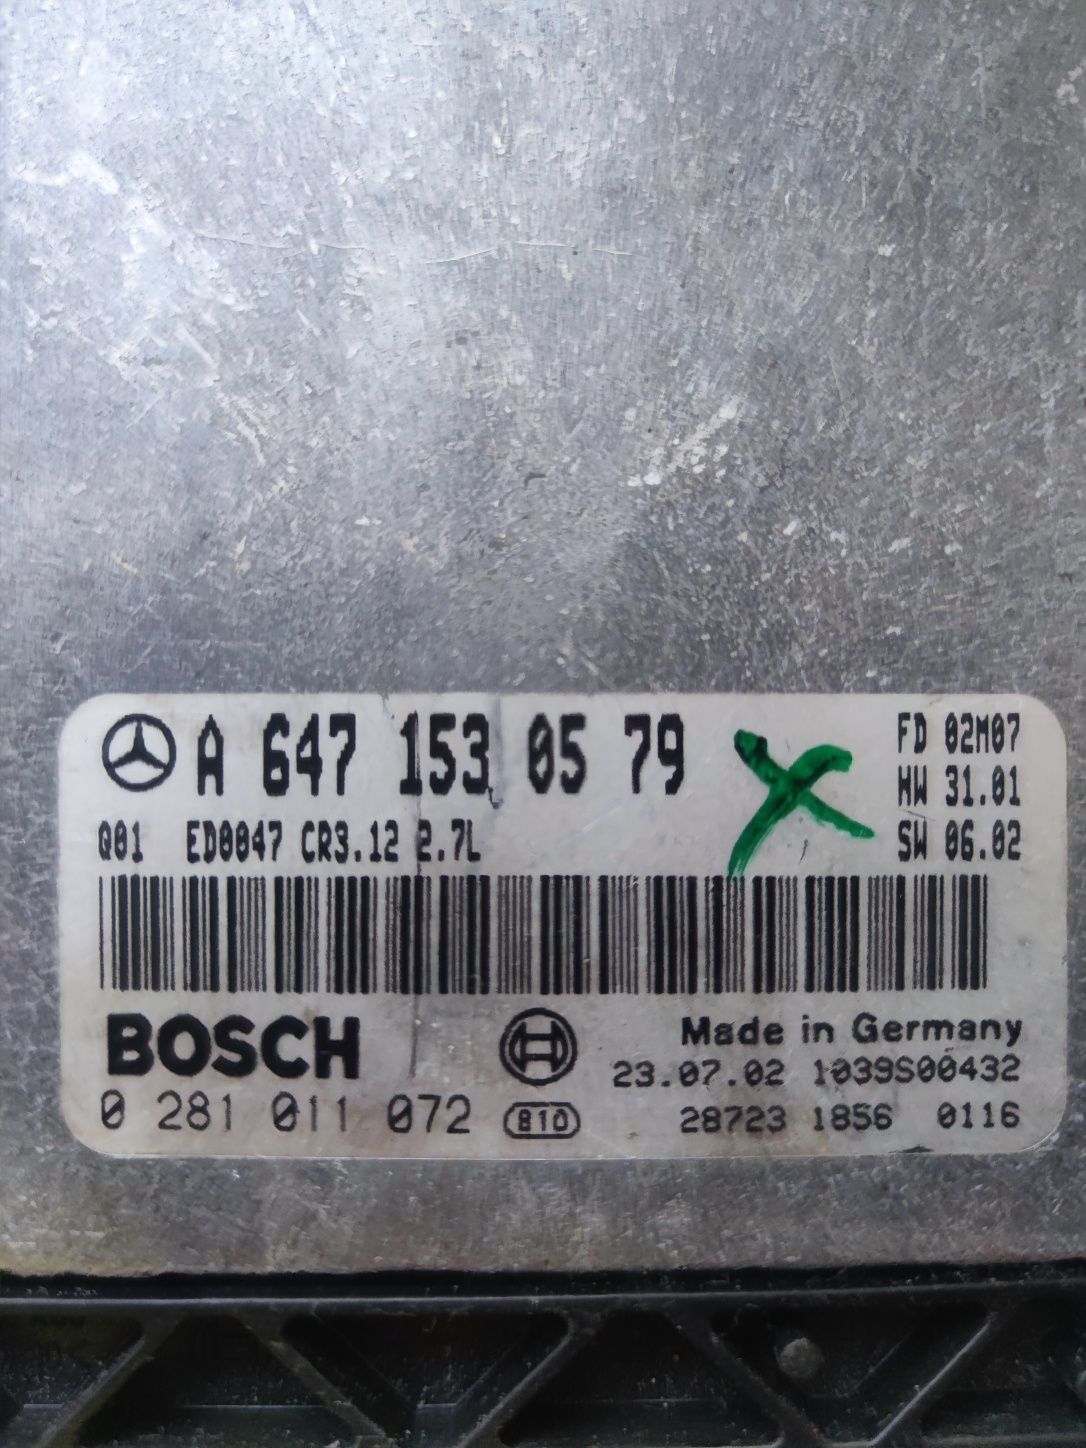 A 647 153 05 79
FD 02M07
HW 31.01
Q01 ED0047 CR3.12 2.7L
SW 06.02
BOSCH
Made in Germany
23.07.02 1039S00432
0 281 011 072
810
28723 1856 0116